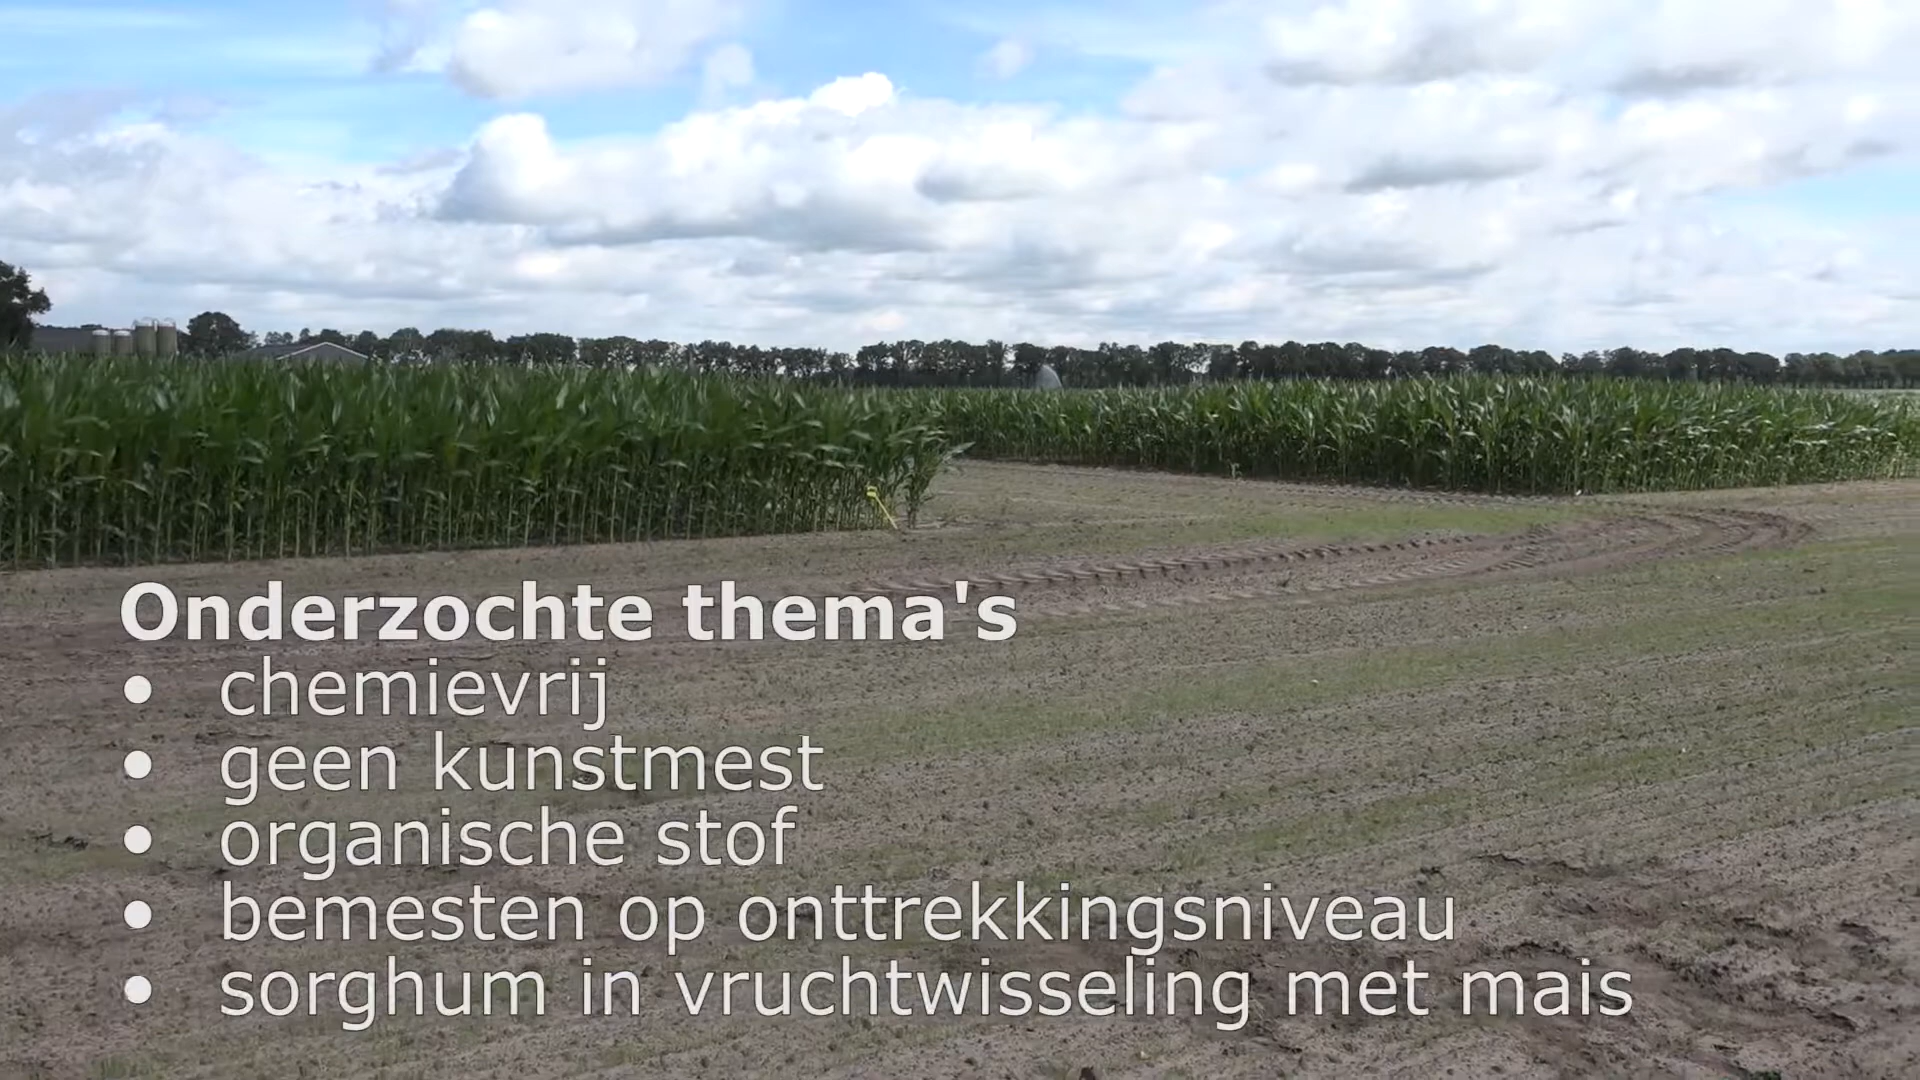 Onderzochte thema's
• chemievrij
• geen kunstmest
• organische stof
• bemesten op onttrekkingsniveau
• sorghum in vruchtwisseling met mais